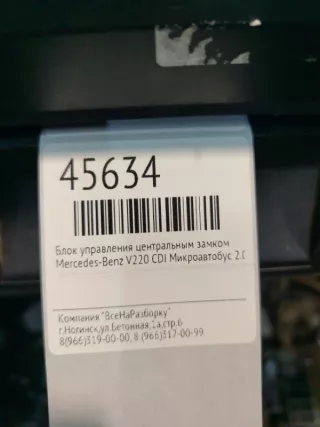 45634
Блок управления центральным замком
Mercedes-Benz V220 CDI Микроавтобус 2.0
Компания "ВсеНаРазборку"
г.Ногинск,ул.Бетонная,1а,стр.6
8(966)319-00-00, 8 (966)317-00-99